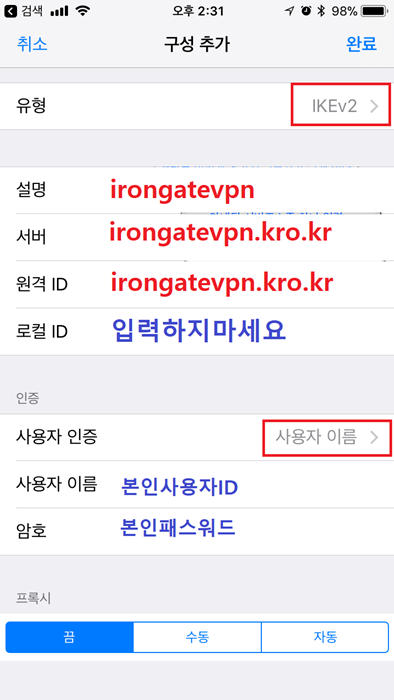 검색 오후 2:31 98%
취소 구성 추가 완료
유형 IKEv2
설명 irongatevpn
서버 irongatevpn.kro.kr
원격 ID irongatevpn.kro.kr
로컬 ID 입력하지마세요
인증
사용자 인증 사용자 이름
사용자 이름 본인사용자ID
암호 본인패스워드
프록시
끔 수동 자동